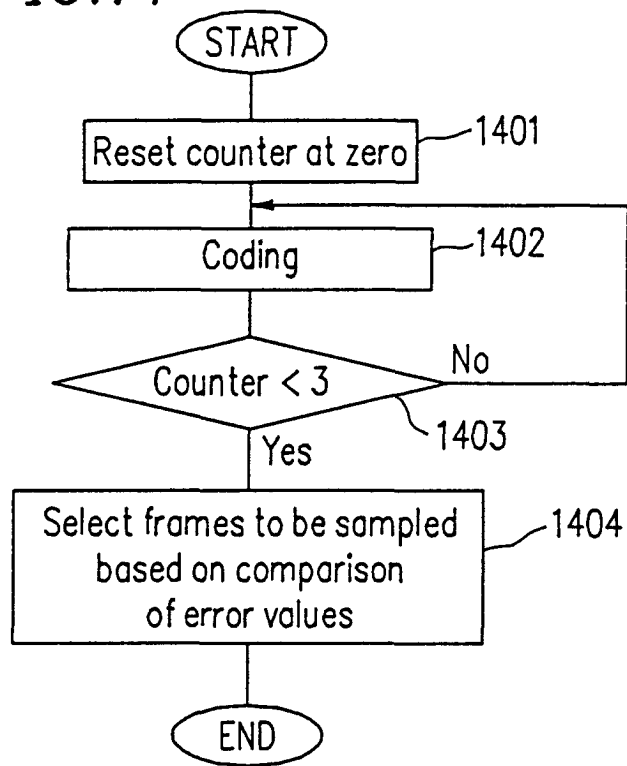 START
Reset counter at zero
1401
Coding
1402
Counter < 3
No
1403
Yes
Select frames to be sampled
based on comparison
of error values
1404
END